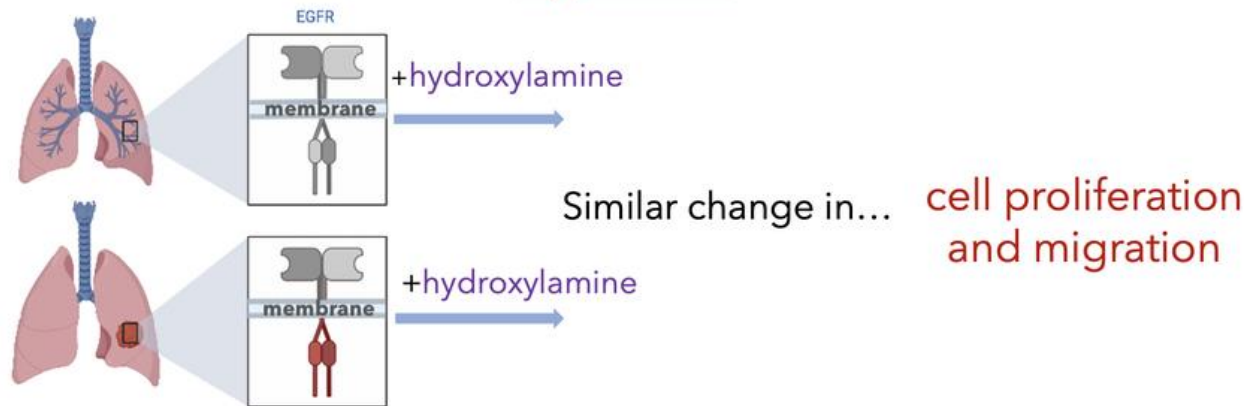 EGFR
+hydroxylamine
membrane
Similar change in...
cell proliferation
and migration
+hydroxylamine
membrane